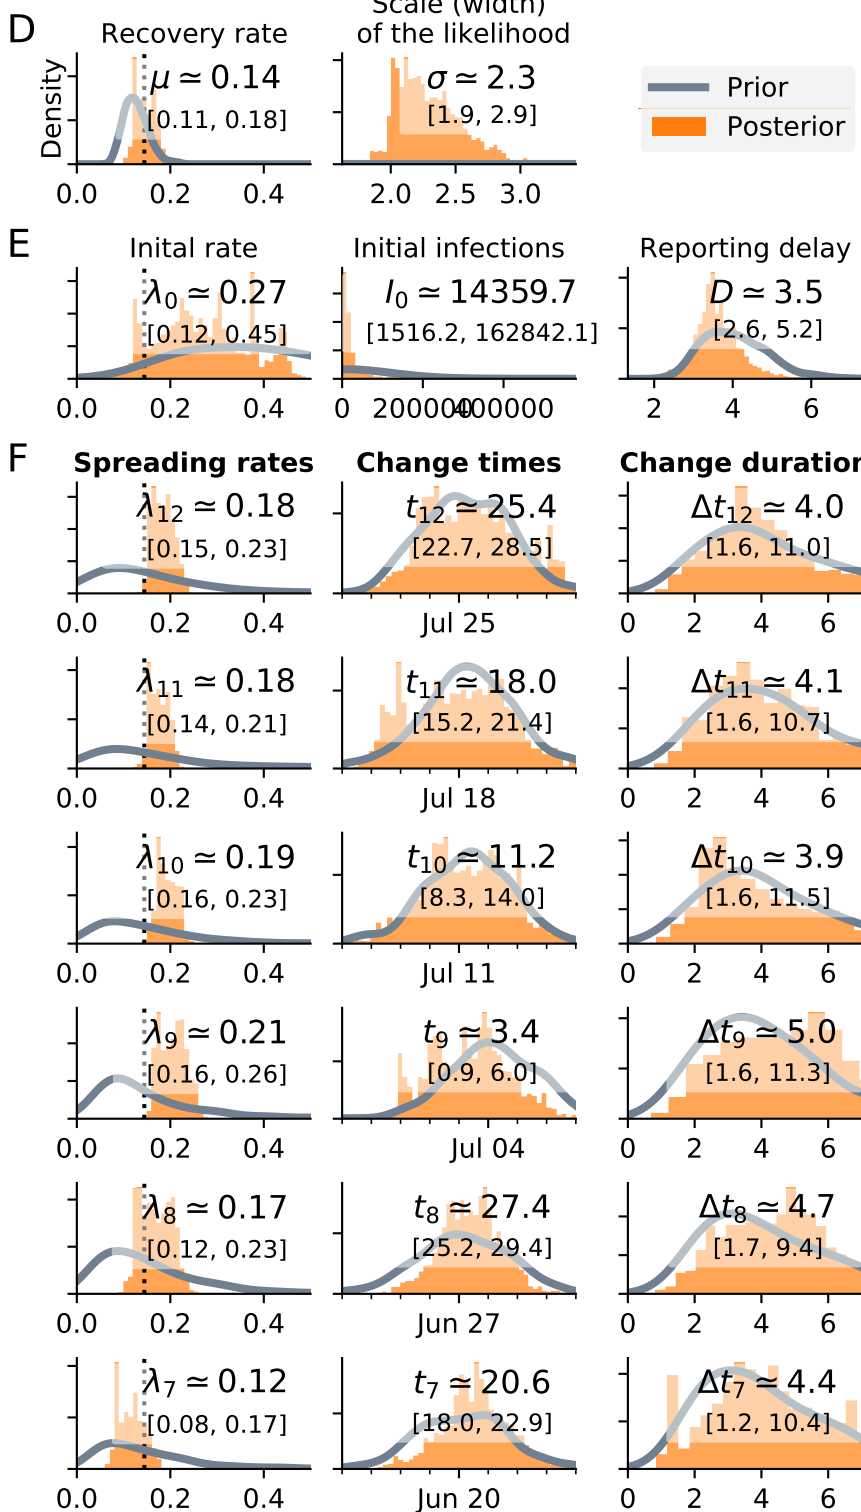 D
Recovery rate
Density
μ ≃ 0.14
[0.11, 0.18]
0.0 0.2 0.4
Scale (width)
of the likelihood
σ ≃ 2.3
[1.9, 2.9]
2.0 2.5 3.0
Prior
Posterior
E
Inital rate
λ0 ≃ 0.27
[0.12, 0.45]
0.0 0.2 0.4
Initial infections
I0 ≃ 14359.7
[1516.2, 162842.1]
0 200000 400000
Reporting delay
D ≃ 3.5
[2.6, 5.2]
2 4 6
F
Spreading rates Change times Change duration
λ12 ≃ 0.18
[0.15, 0.23]
0.0 0.2 0.4
t12 ≃ 25.4
[22.7, 28.5]
Jul 25
Δt12 ≃ 4.0
[1.6, 11.0]
0 2 4 6
λ11 ≃ 0.18
[0.14, 0.21]
0.0 0.2 0.4
t11 ≃ 18.0
[15.2, 21.4]
Jul 18
Δt11 ≃ 4.1
[1.6, 10.7]
0 2 4 6
λ10 ≃ 0.19
[0.16, 0.23]
0.0 0.2 0.4
t10 ≃ 11.2
[8.3, 14.0]
Jul 11
Δt10 ≃ 3.9
[1.6, 11.5]
0 2 4 6
λ9 ≃ 0.21
[0.16, 0.26]
0.0 0.2 0.4
t9 ≃ 3.4
[0.9, 6.0]
Jul 04
Δt9 ≃ 5.0
[1.6, 11.3]
0 2 4 6
λ8 ≃ 0.17
[0.12, 0.23]
0.0 0.2 0.4
t8 ≃ 27.4
[25.2, 29.4]
Jun 27
Δt8 ≃ 4.7
[1.7, 9.4]
0 2 4 6
λ7 ≃ 0.12
[0.08, 0.17]
0.0 0.2 0.4
t7 ≃ 20.6
[18.0, 22.9]
Jun 20
Δt7 ≃ 4.4
[1.2, 10.4]
0 2 4 6